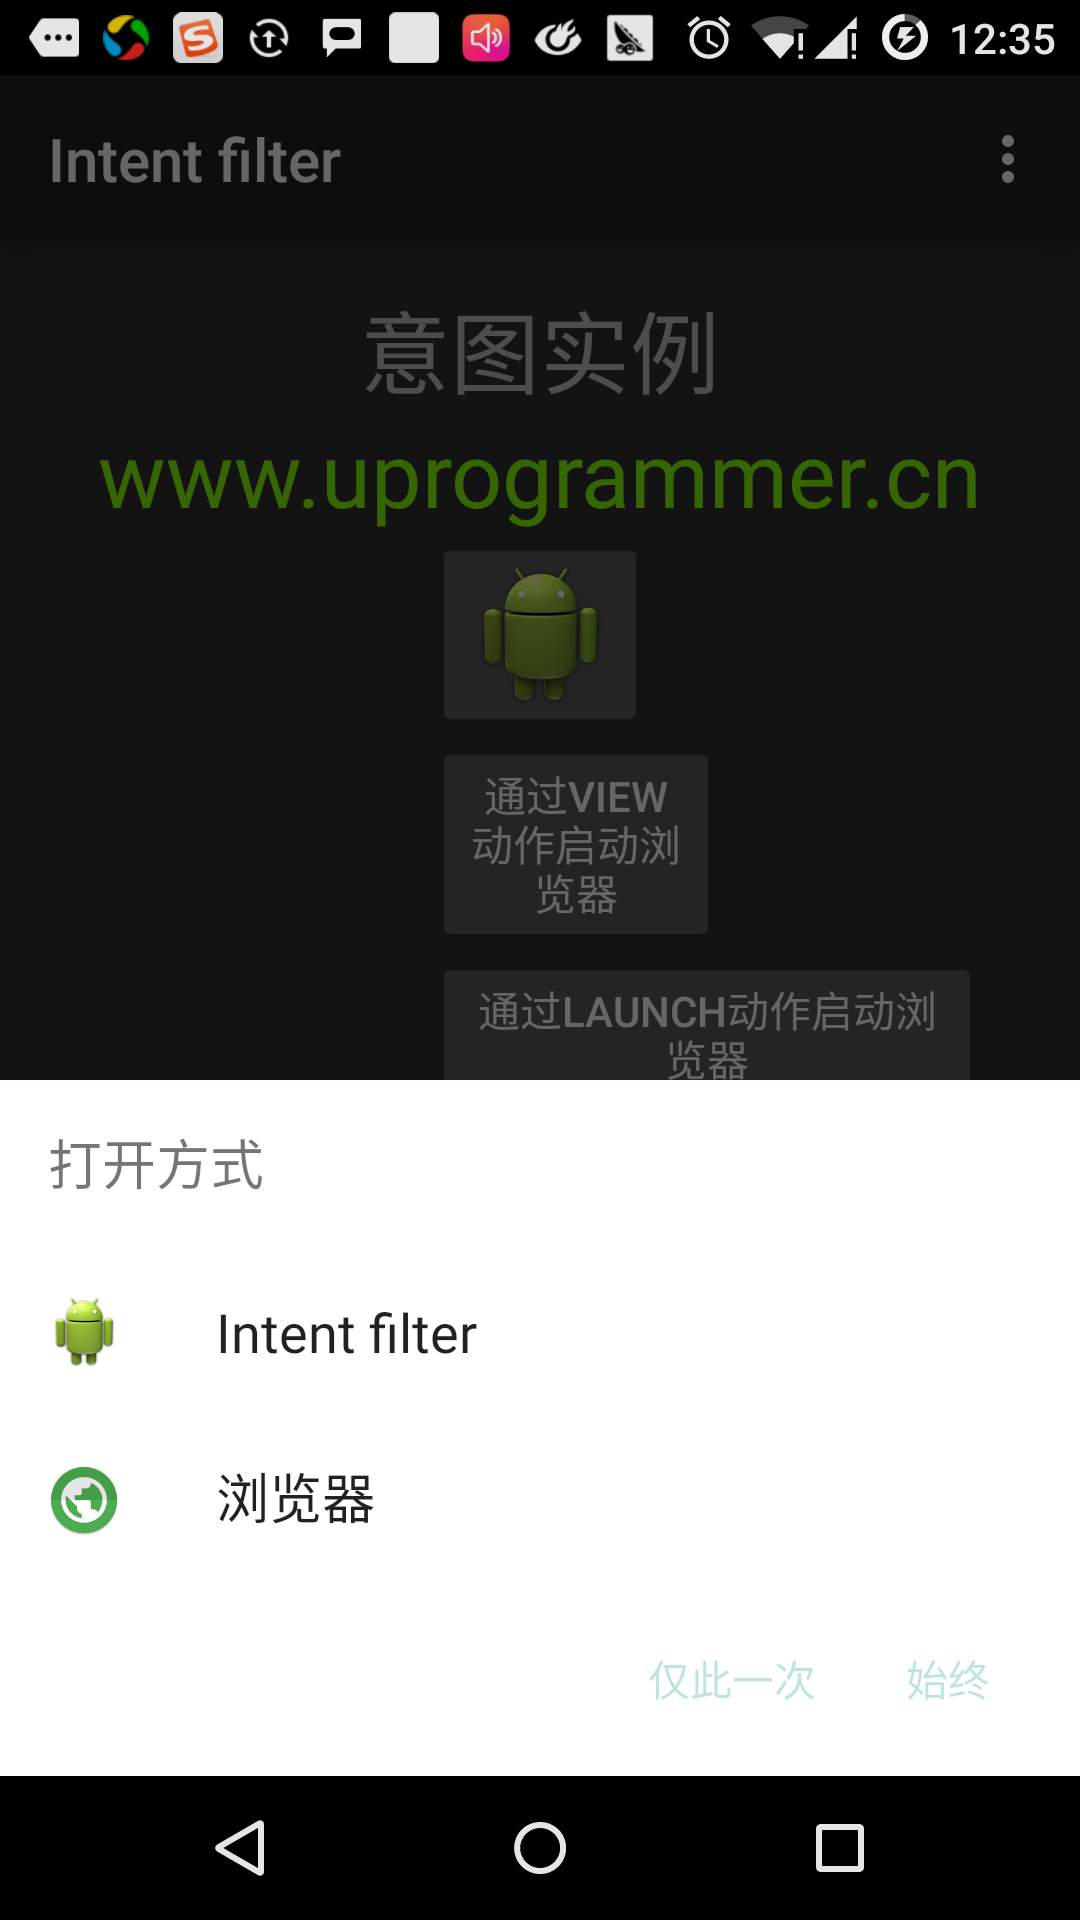 12:35
Intent filter
意图实例
www.uprogrammer.cn
通过VIEW
动作启动浏
览器
通过LAUNCH动作启动浏
览器
打开方式
Intent filter
浏览器
仅此一次 始终